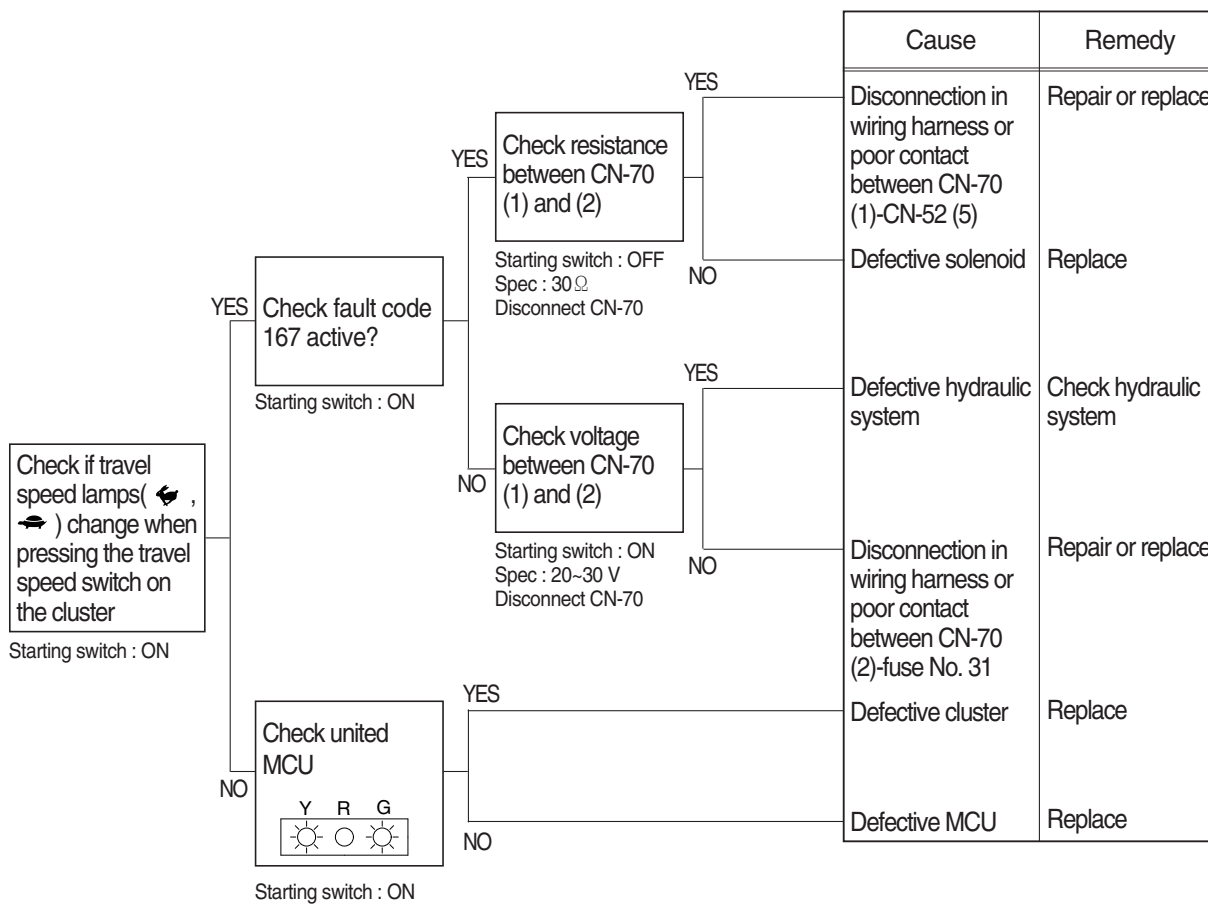 Cause
Remedy
YES
Disconnection in
wiring harness or
poor contact
between CN-70
(1)-CN-52 (5)
Repair or replace
YES
Check resistance
between CN-70
(1) and (2)
Starting switch : OFF
Spec : 30Ω
Disconnect CN-70
NO
Defective solenoid
Replace
YES
Check fault code
167 active?
Starting switch : ON
YES
Defective hydraulic
system
Check hydraulic
system
NO
Check voltage
between CN-70
(1) and (2)
Starting switch : ON
Spec : 20~30 V
Disconnect CN-70
NO
Disconnection in
wiring harness or
poor contact
between CN-70
(2)-fuse No. 31
Repair or replace
Check if travel
speed lamps( ,
) change when
pressing the travel
speed switch on
the cluster
Starting switch : ON
YES
Defective cluster
Replace
NO
Check united
MCU
Y R G
Starting switch : ON
NO
Defective MCU
Replace